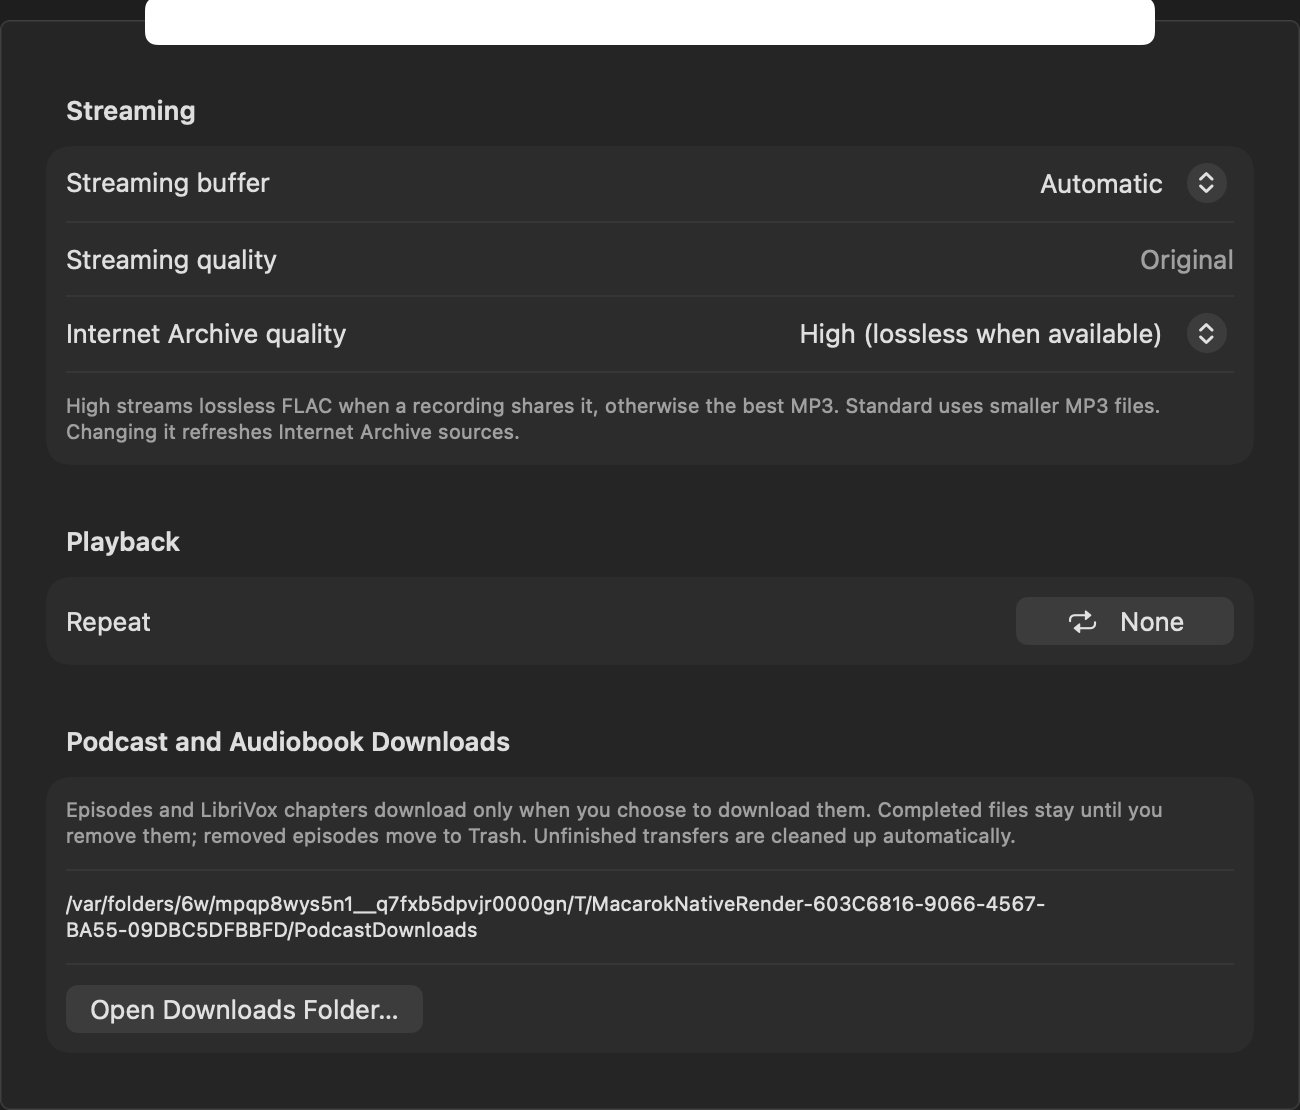 Streaming
Streaming buffer
Automatic
Streaming quality
Original
Internet Archive quality
High (lossless when available)
High streams lossless FLAC when a recording shares it, otherwise the best MP3. Standard uses smaller MP3 files.
Changing it refreshes Internet Archive sources.
Playback
Repeat
None
Podcast and Audiobook Downloads
Episodes and LibriVox chapters download only when you choose to download them. Completed files stay until you
remove them; removed episodes move to Trash. Unfinished transfers are cleaned up automatically.
/var/folders/6w/mpqp8wys5n1__q7fxb5dpvjr0000gn/T/MacarokNativeRender-603C6816-9066-4567-
BA55-09DBC5DFBBFD/PodcastDownloads
Open Downloads Folder...